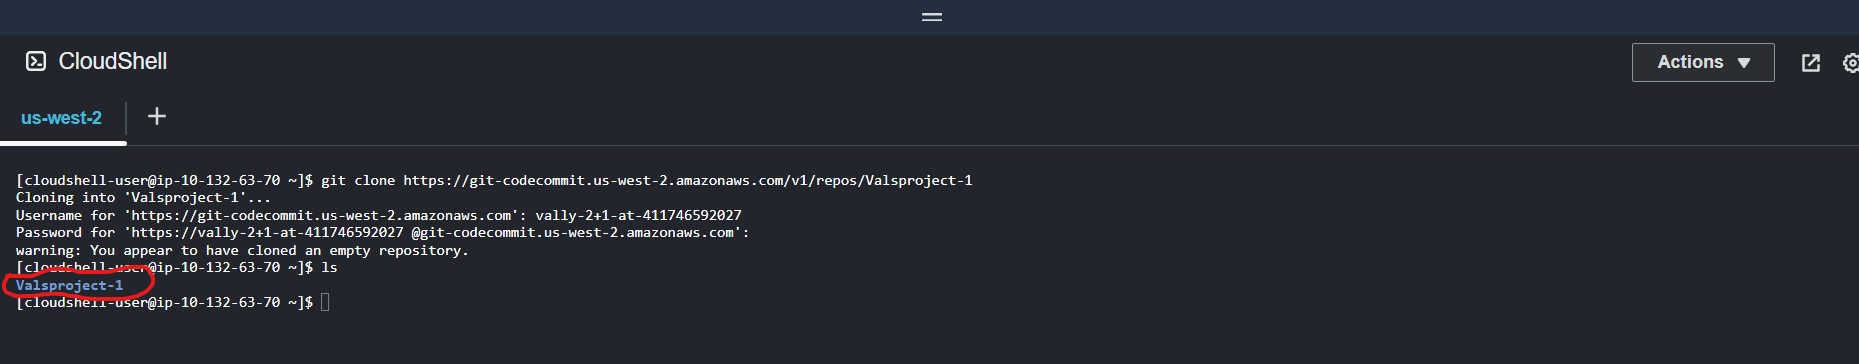 CloudShell
Actions
us-west-2
[cloudshell-user@ip-10-132-63-70 ~]$ git clone https://git-codecommit.us-west-2.amazonaws.com/v1/repos/Valsproject-1
Cloning into 'Valsproject-1'...
Username for 'https://git-codecommit.us-west-2.amazonaws.com': vally-2+1-at-411746592027
Password for 'https://vally-2+1-at-411746592027 @git-codecommit.us-west-2.amazonaws.com':
warning: You appear to have cloned an empty repository.
[cloudshell-user@ip-10-132-63-70 ~]$ ls
Valsproject-1
[cloudshell-user@ip-10-132-63-70 ~]$